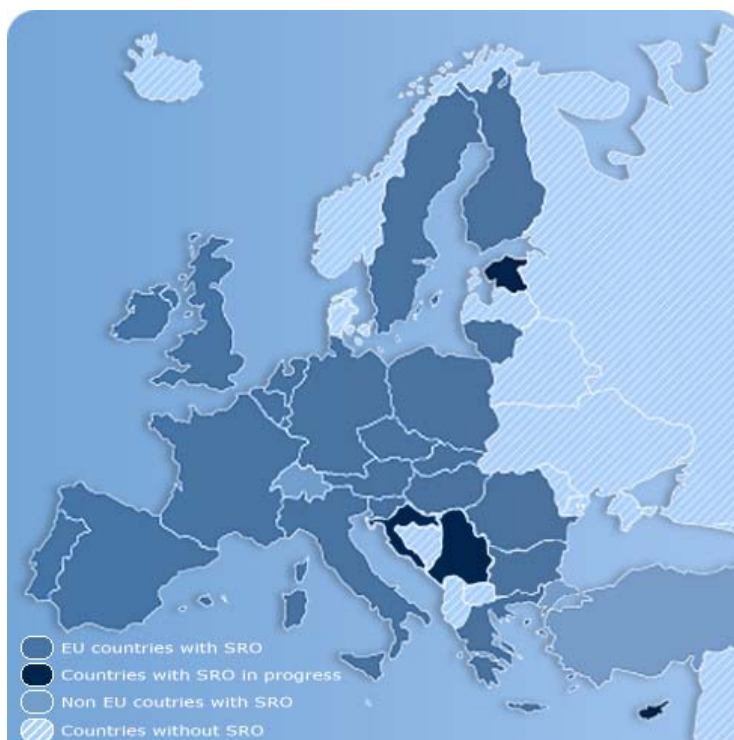 EU countries with SRO
Countries with SRO in progress
Non EU coutries with SRO
Countries without SRO